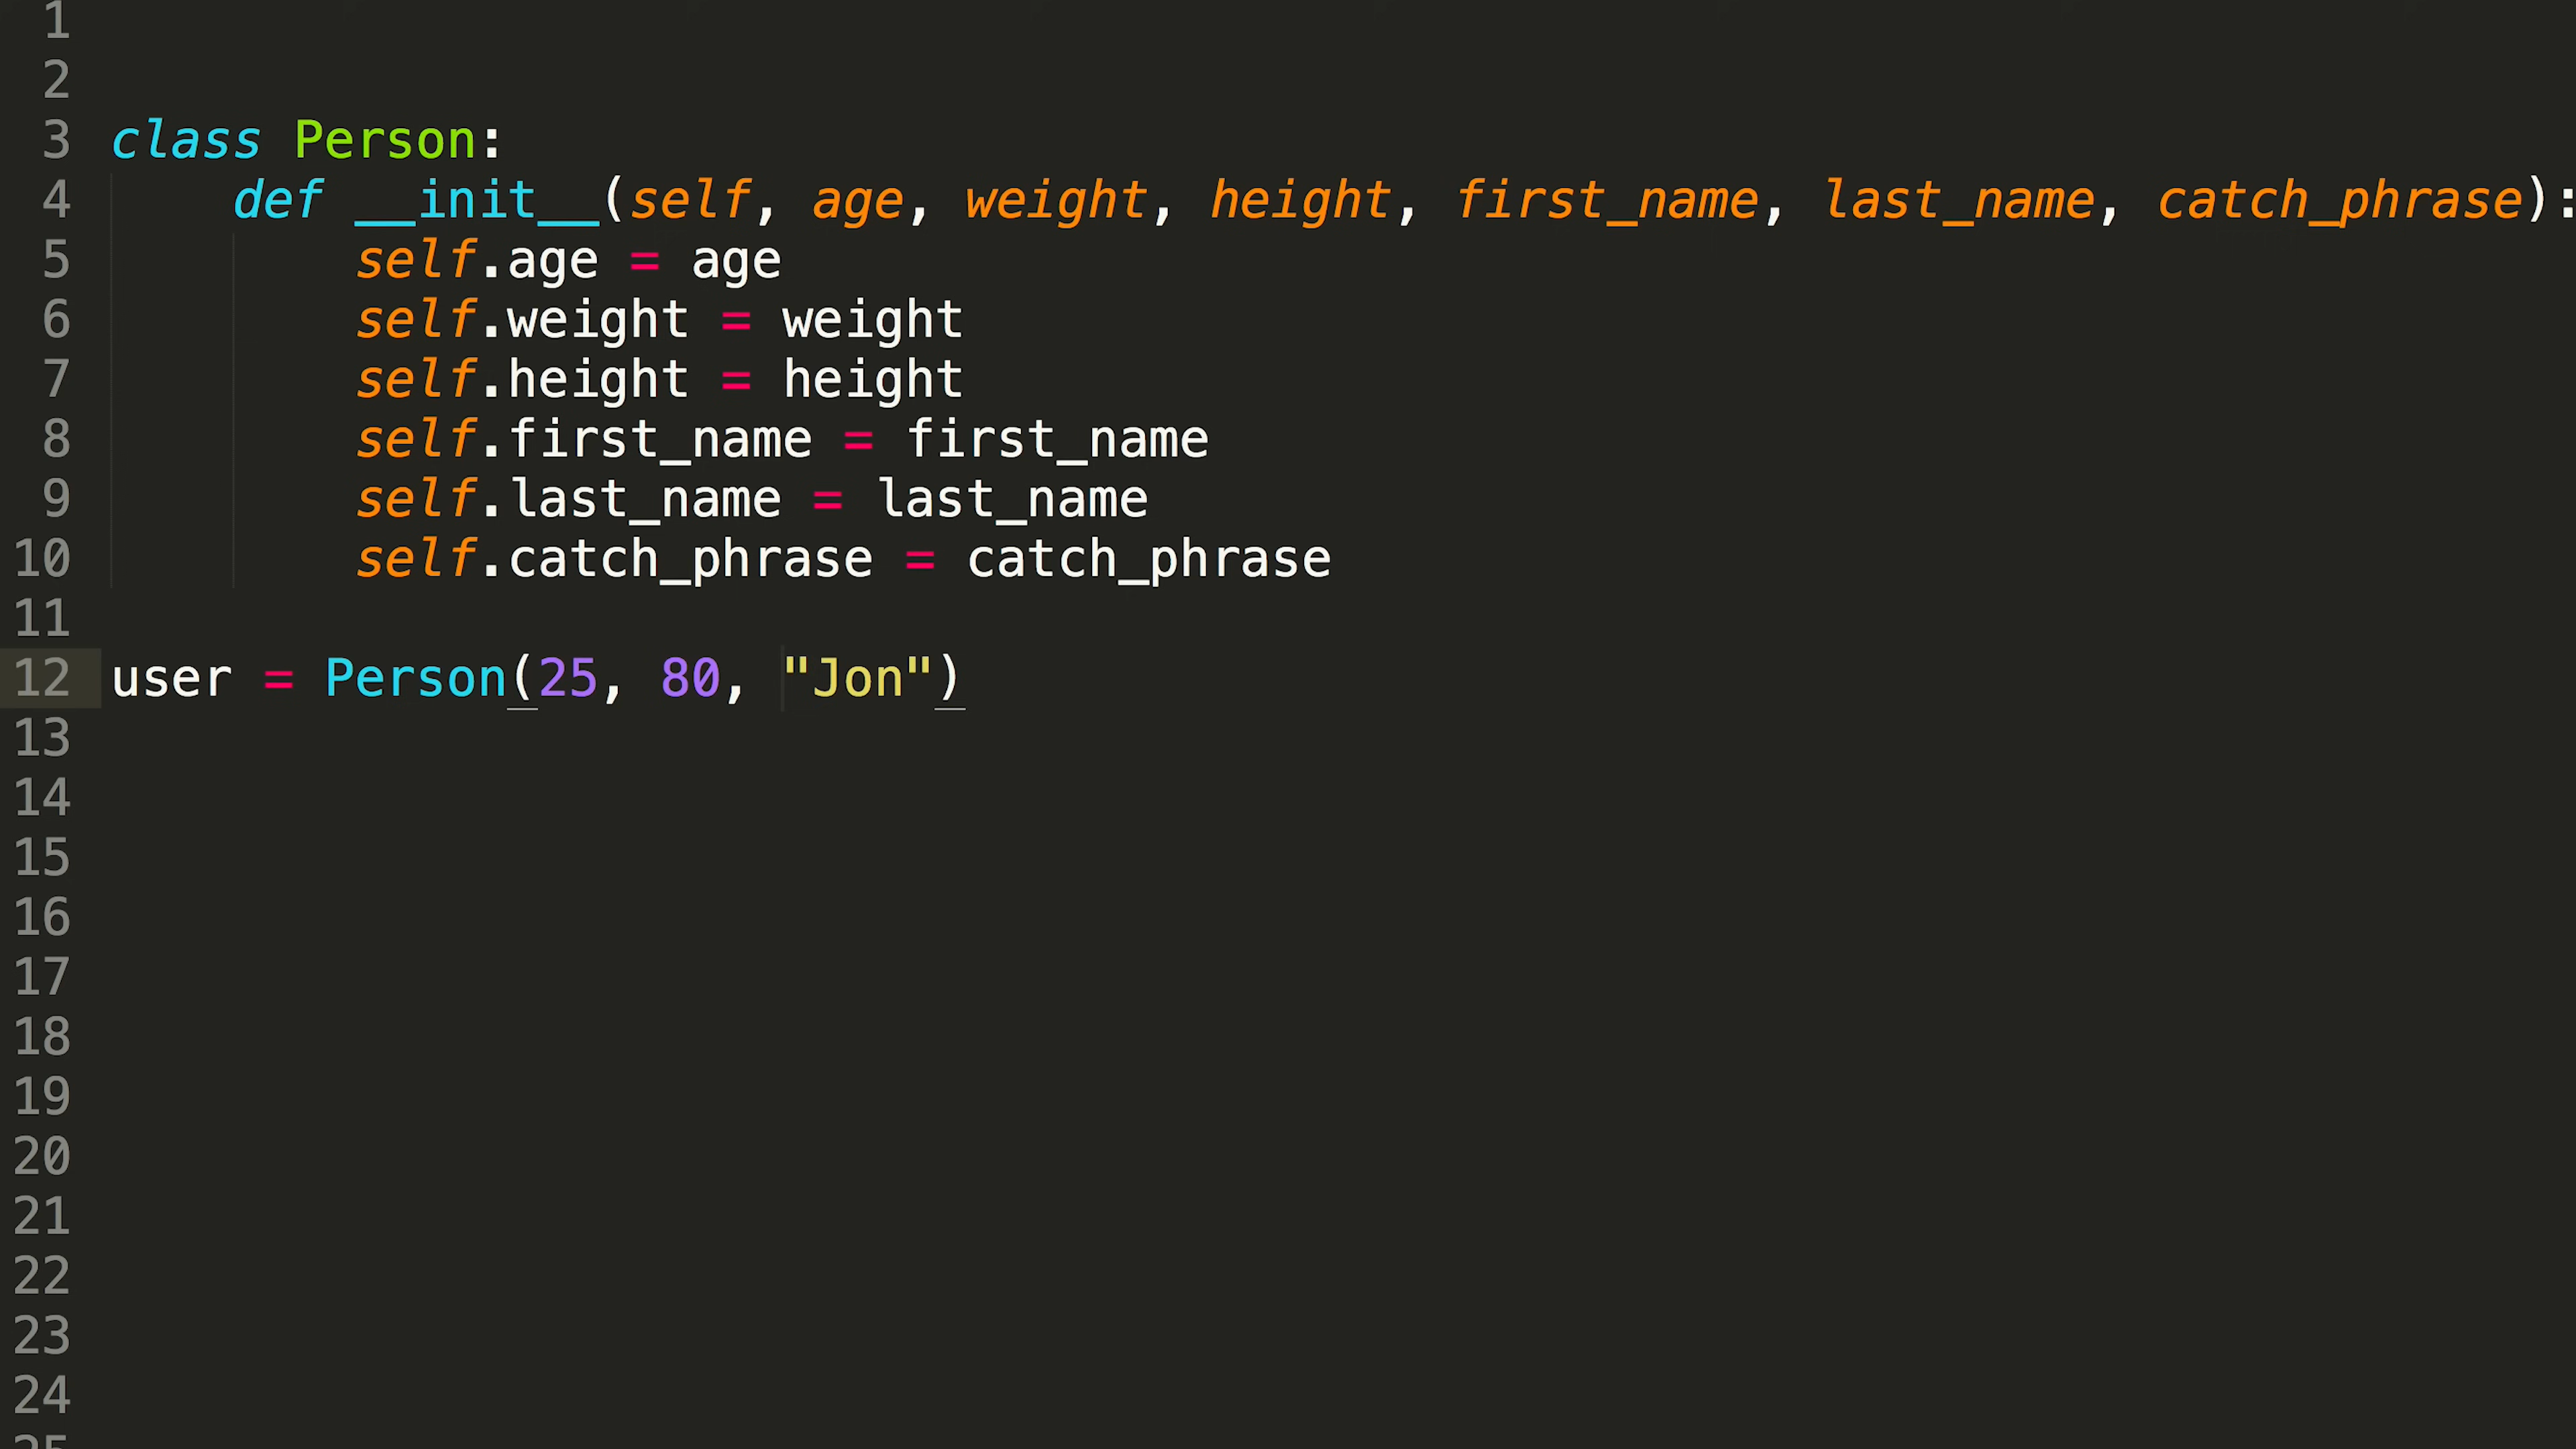 1
2
3 class Person:
4     def __init__(self, age, weight, height, first_name, last_name, catch_phrase):
5         self.age = age
6         self.weight = weight
7         self.height = height
8         self.first_name = first_name
9         self.last_name = last_name
10         self.catch_phrase = catch_phrase
11
12 user = Person(25, 80, "Jon")
13
14
15
16
17
18
19
20
21
22
23
24
25